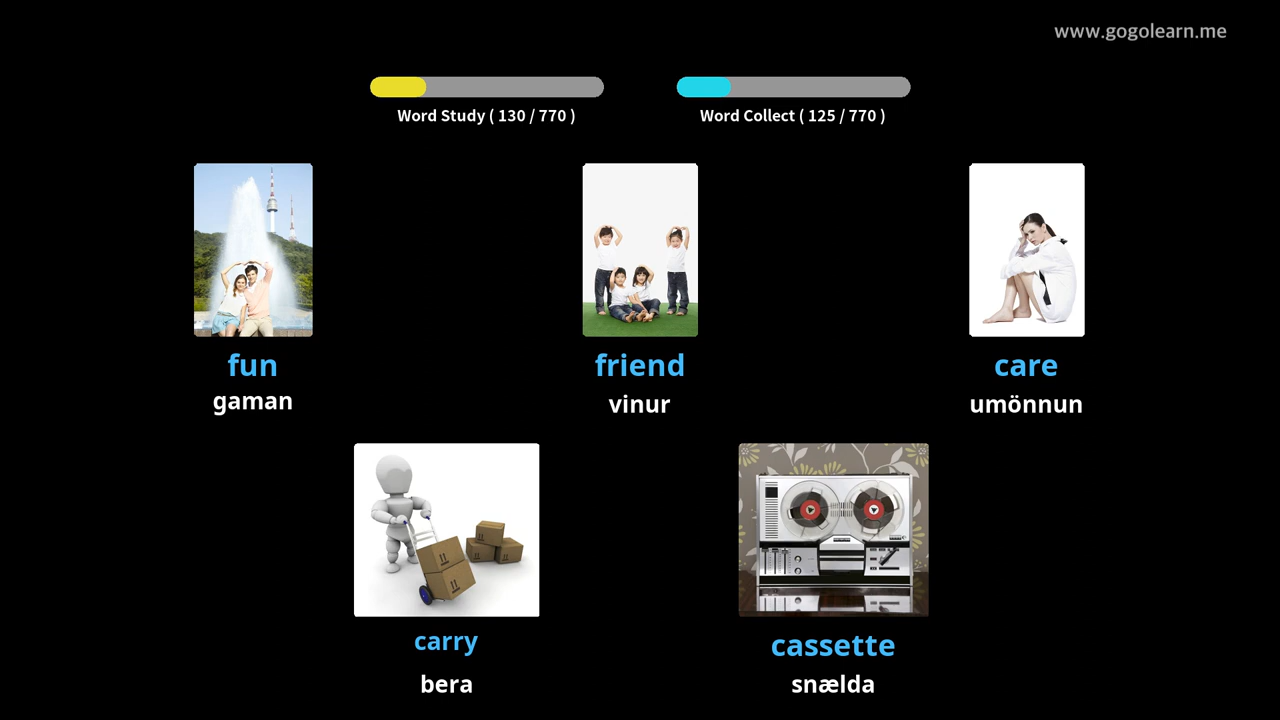 www.gogolearn.me
Word Study ( 130 / 770 )
Word Collect ( 125 / 770 )
fun
gaman
friend
vinur
care
umönnun
carry
bera
cassette
snælda